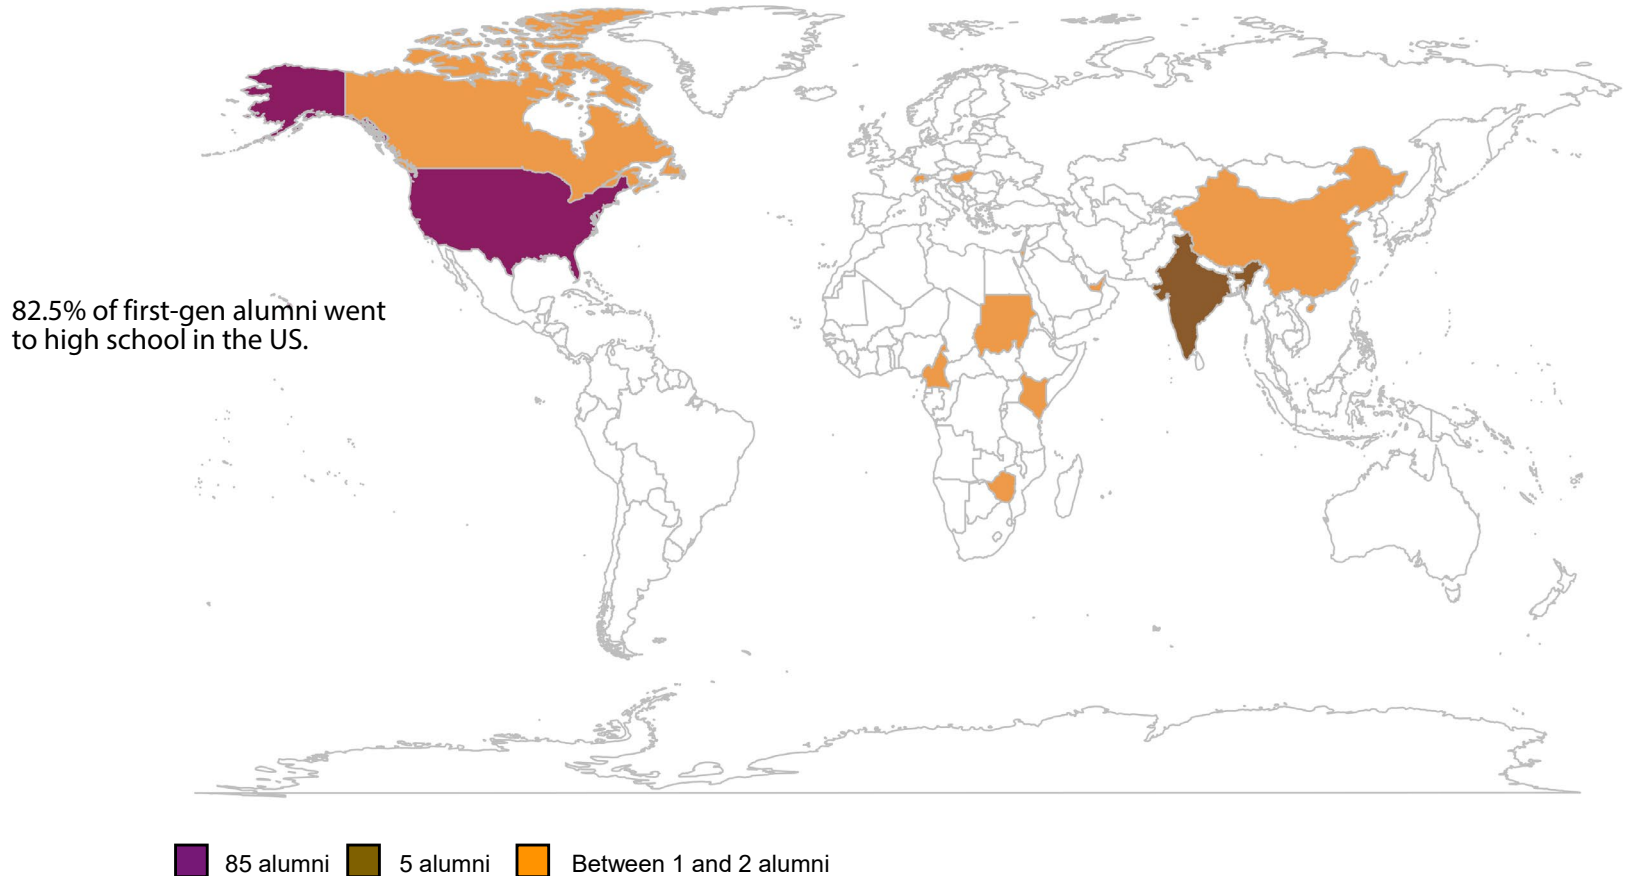 82.5% of first-gen alumni went
to high school in the US.
85 alumni 5 alumni Between 1 and 2 alumni